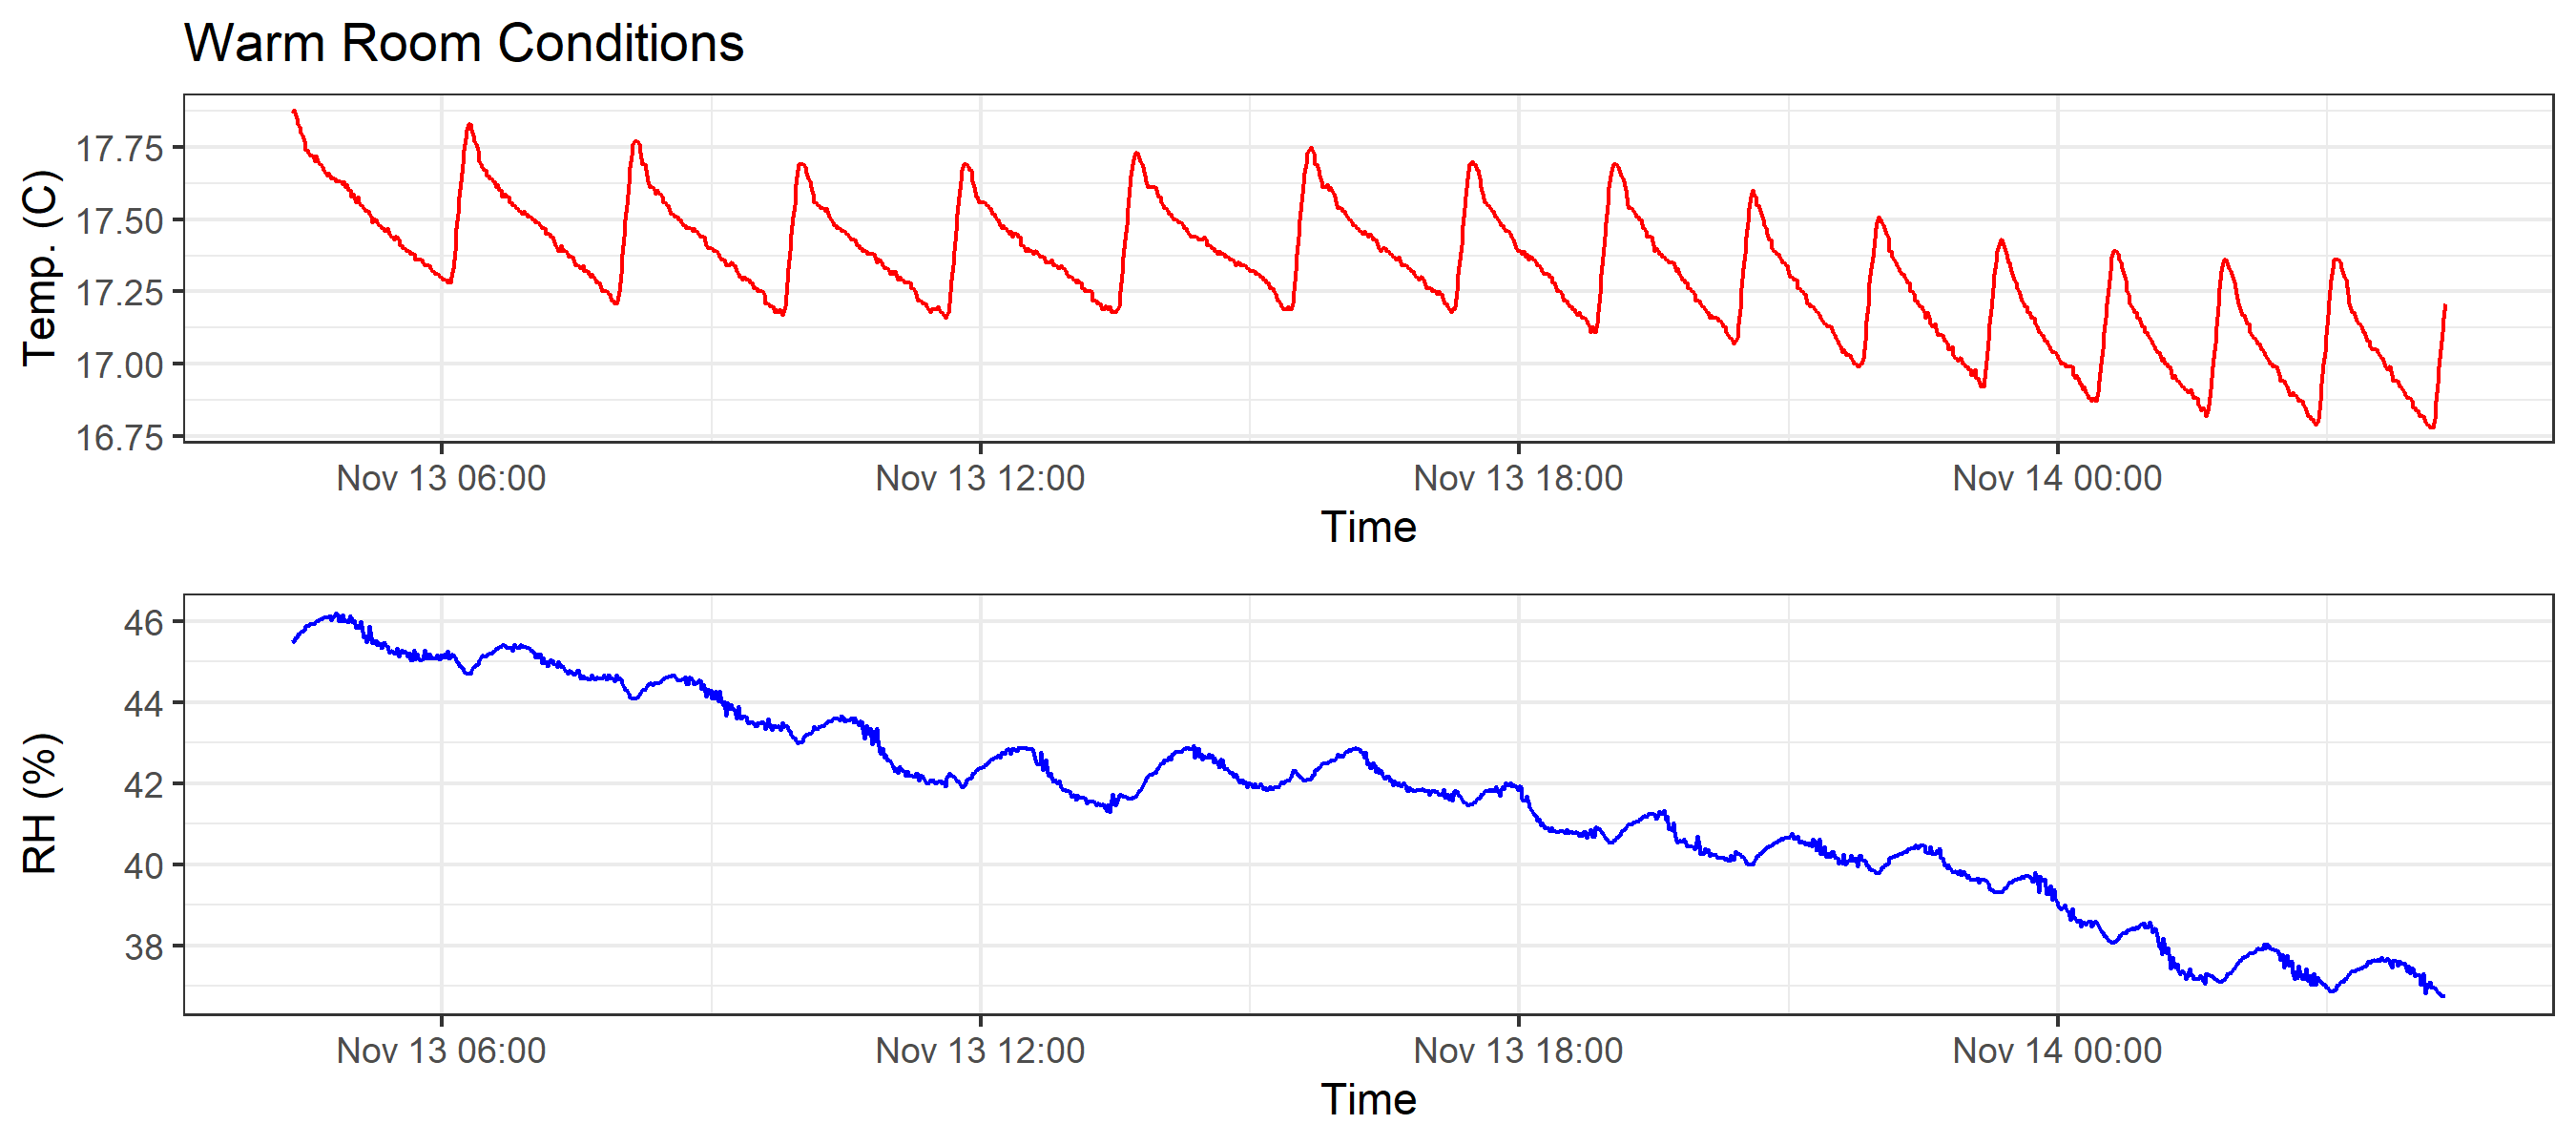 Warm Room Conditions
Temp. (C)
17.75
17.50
17.25
17.00
16.75
Nov 13 06:00 Nov 13 12:00 Nov 13 18:00 Nov 14 00:00
Time
RH (%)
46
44
42
40
38
Nov 13 06:00 Nov 13 12:00 Nov 13 18:00 Nov 14 00:00
Time